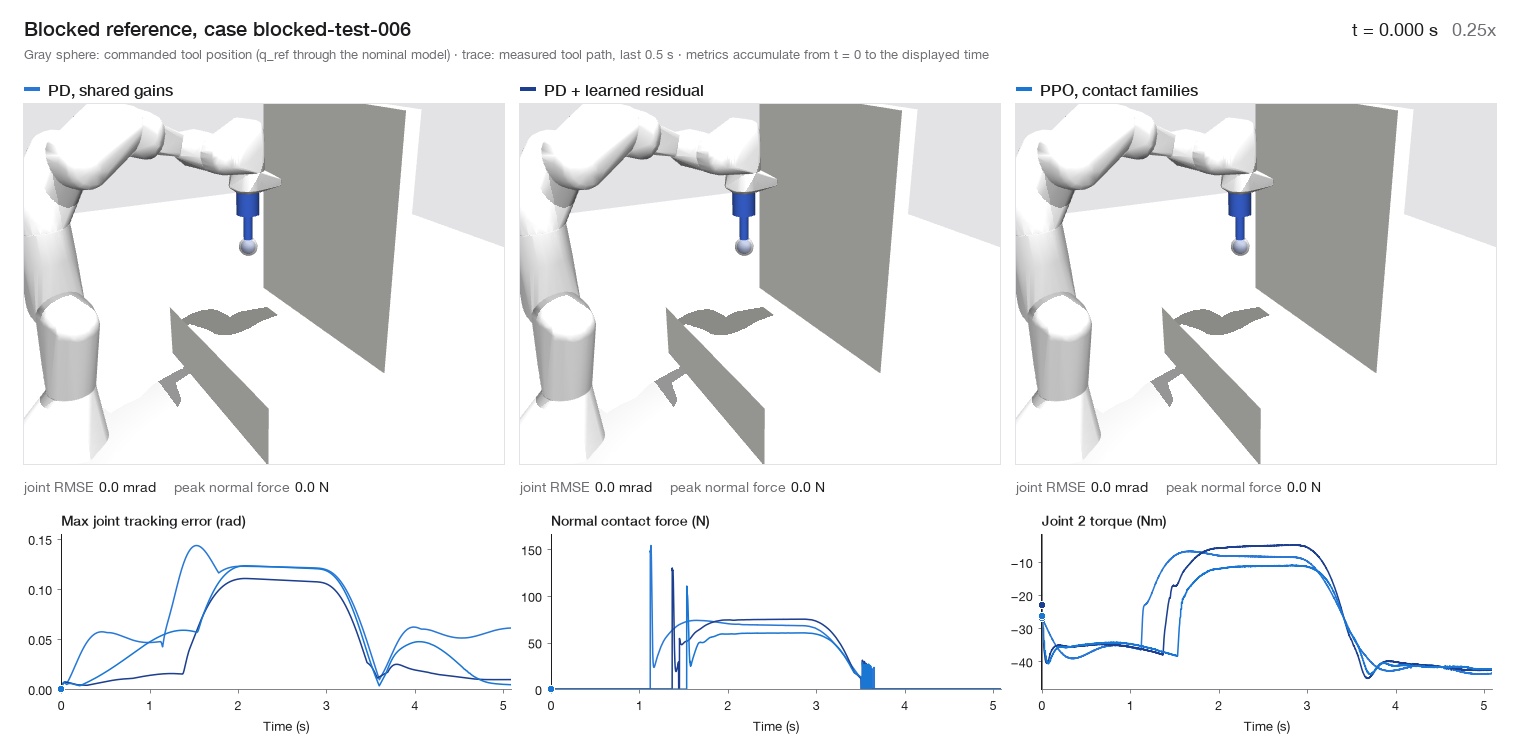 Blocked reference, case blocked-test-006
t = 0.000 s 0.25x
Gray sphere: commanded tool position (q_ref through the nominal model) · trace: measured tool path, last 0.5 s · metrics accumulate from t = 0 to the displayed time
PD, shared gains
PD + learned residual
PPO, contact families
joint RMSE 0.0 mrad peak normal force 0.0 N
joint RMSE 0.0 mrad peak normal force 0.0 N
joint RMSE 0.0 mrad peak normal force 0.0 N
Max joint tracking error (rad)
0.15
0.10
0.05
0.00
0 1 2 3 4 5
Time (s)
Normal contact force (N)
150
100
50
0
0 1 2 3 4 5
Time (s)
Joint 2 torque (Nm)
−10
−20
−30
−40
0 1 2 3 4 5
Time (s)